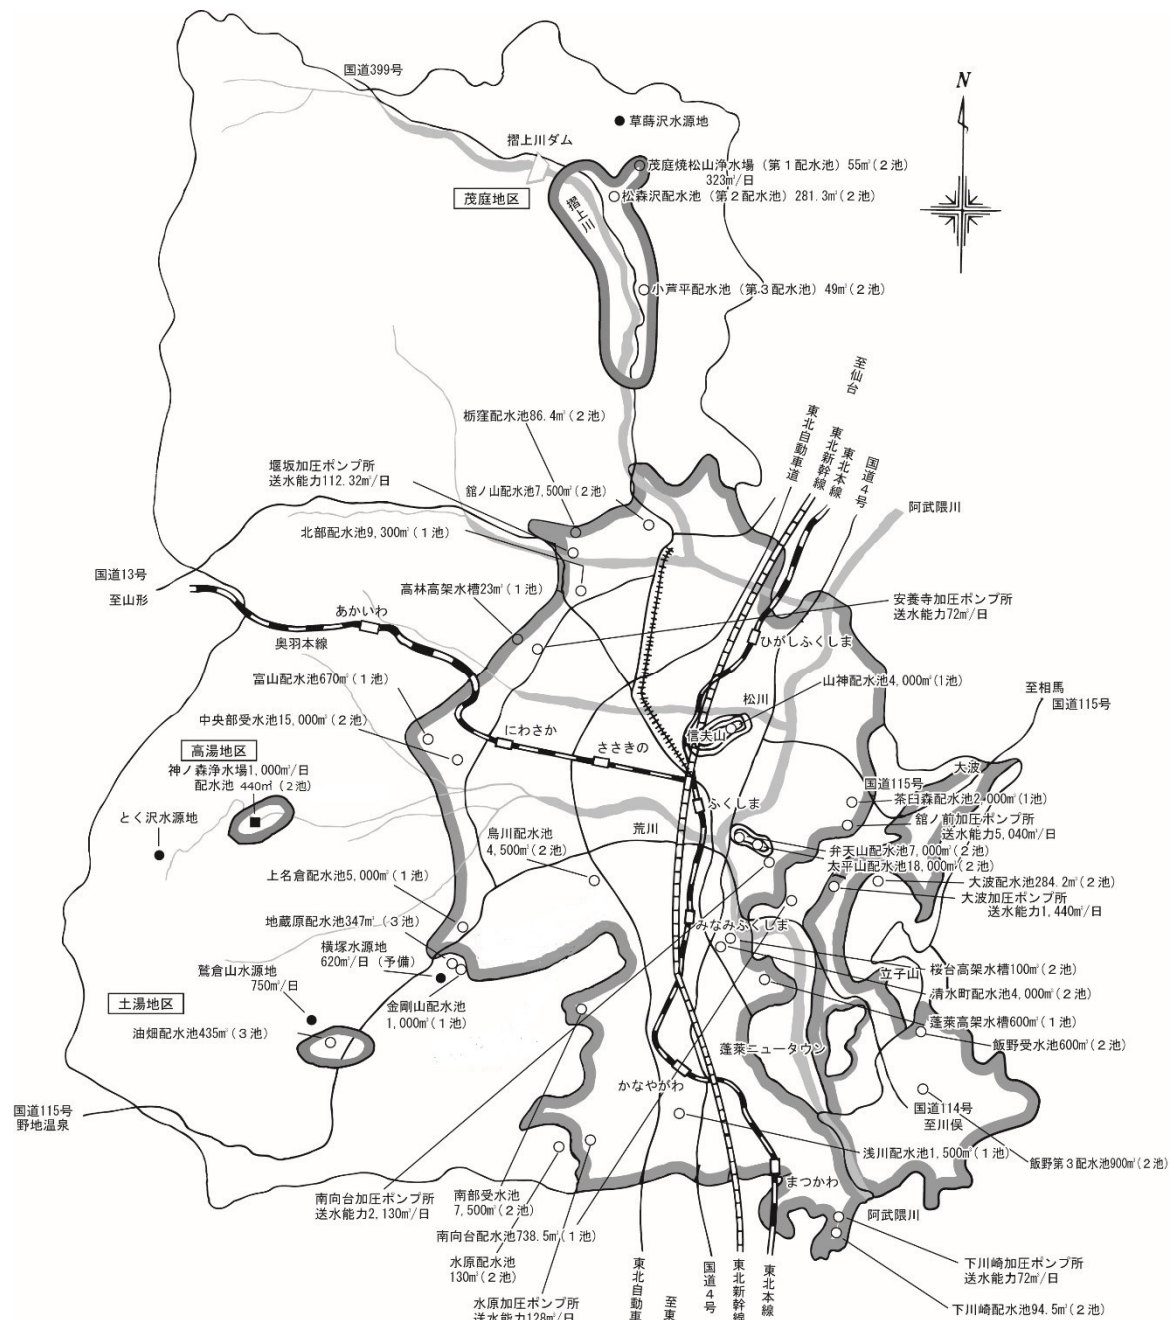 国道399号
N
草蒔沢水源地
摺上川ダム
茂庭焼松山浄水場(第1配水池)55㎥(2池)
323㎥/日
茂庭地区
松森沢配水池(第2配水池)281.3㎥(2池)
摺上川
小芦平配水池(第3配水池)49㎥(2池)
至仙台
東北自動車道
東北新幹線
東北本線
国道4号
栃窪配水池86.4㎥(2池)
堰坂加圧ポンプ所
送水能力112.32㎥/日
舘ノ山配水池7,500㎥(2池)
阿武隈川
北部配水池9,300㎥(1池)
国道13号
至山形
高林高架水槽23㎥(1池)
安養寺加圧ポンプ所
送水能力72㎥/日
あかいわ
奥羽本線
ひがしふくしま
富山配水池670㎥(1池)
山神配水池4,000㎥(1池)
松川
至相馬
国道115号
中央部受水池15,000㎥(2池)
にわさか
ささきの
信夫山
高湯地区
神ノ森浄水場1,000㎥/日
配水池 440㎥(2池)
大波
国道115号
茶臼森配水池2,000㎥(1池)
ふくしま
とく沢水源地
荒川
舘ノ前加圧ポンプ所
送水能力5,040㎥/日
鳥川配水池
4,500㎥(2池)
弁天山配水池7,000㎥(2池)
太平山配水池18,000㎥(2池)
上名倉配水池5,000㎥(1池)
大波配水池284.2㎥(2池)
大波加圧ポンプ所
送水能力1,440㎥/日
地蔵原配水池347㎥(3池)
みなみふくしま
横塚水源地
620㎥/日(予備)
鷲倉山水源地
750㎥/日
立子山
桜台高架水槽100㎥(2池)
清水町配水池4,000㎥(2池)
土湯地区
金剛山配水池
1,000㎥(1池)
蓬莱高架水槽600㎥(1池)
油畑配水池435㎥(3池)
蓬莱ニュータウン
飯野受水池600㎥(2池)
かなやがわ
国道115号
野地温泉
国道114号
至川俣
浅川配水池1,500㎥(1池)
飯野第3配水池900㎥(2池)
まつかわ
南向台加圧ポンプ所
送水能力2,130㎥/日
南部受水池
7,500㎥(2池)
阿武隈川
南向台配水池738.5㎥(1池)
水原配水池
130㎥(2池)
下川崎加圧ポンプ所
送水能力72㎥/日
水原加圧ポンプ所
送水能力128㎥/日
東北自動車
至東
国道4号
東北新幹線
東北本線
下川崎配水池94.5㎥(2池)